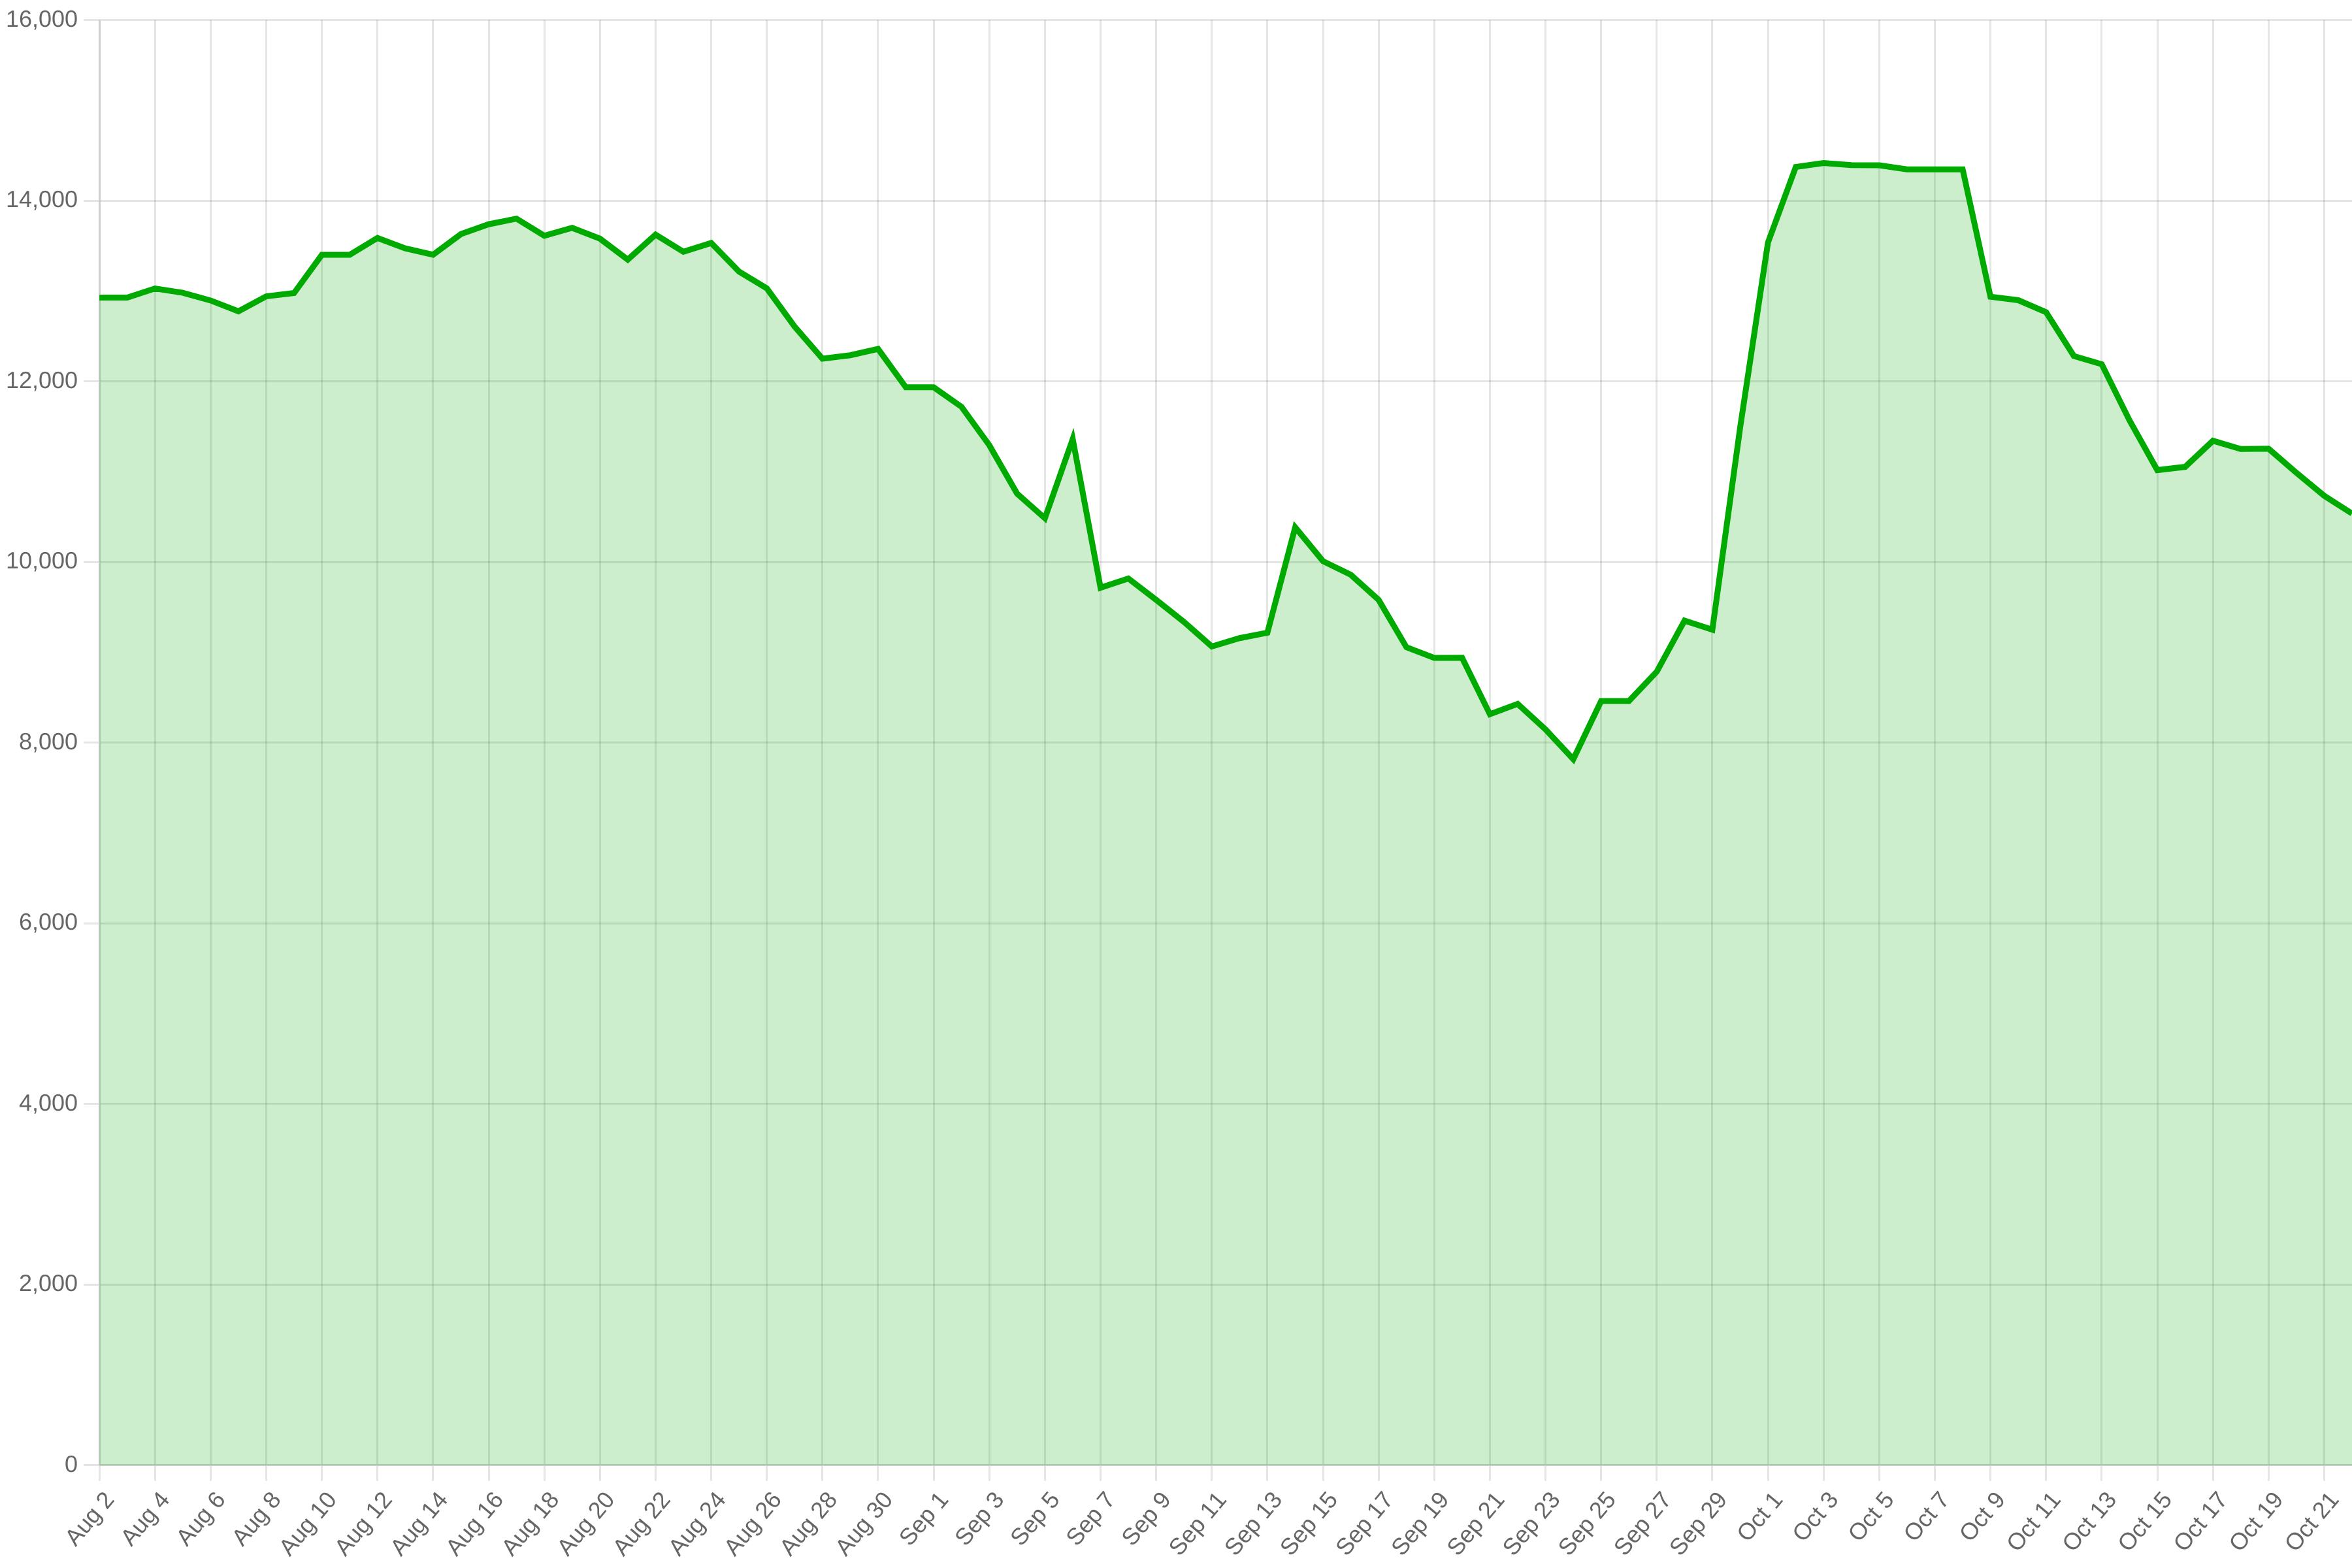 16,000
14,000
12,000
10,000
8,000
6,000
4,000
2,000
0
Aug 2
Aug 4
Aug 6
Aug 8
Aug 10
Aug 12
Aug 14
Aug 16
Aug 18
Aug 20
Aug 22
Aug 24
Aug 26
Aug 28
Aug 30
Sep 1
Sep 3
Sep 5
Sep 7
Sep 9
Sep 11
Sep 13
Sep 15
Sep 17
Sep 19
Sep 21
Sep 23
Sep 25
Sep 27
Sep 29
Oct 1
Oct 3
Oct 5
Oct 7
Oct 9
Oct 11
Oct 13
Oct 15
Oct 17
Oct 19
Oct 21